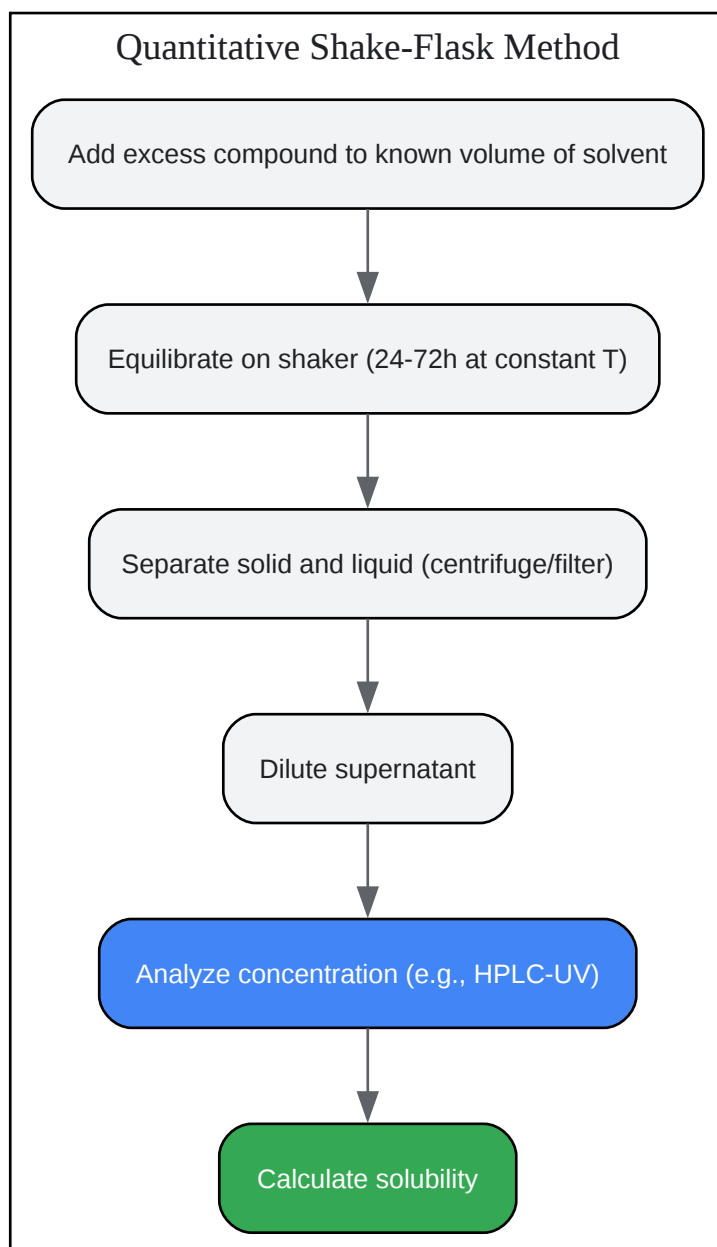 Quantitative Shake-Flask Method
Add excess compound to known volume of solvent
Equilibrate on shaker (24-72h at constant T)
Separate solid and liquid (centrifuge/filter)
Dilute supernatant
Analyze concentration (e.g., HPLC-UV)
Calculate solubility